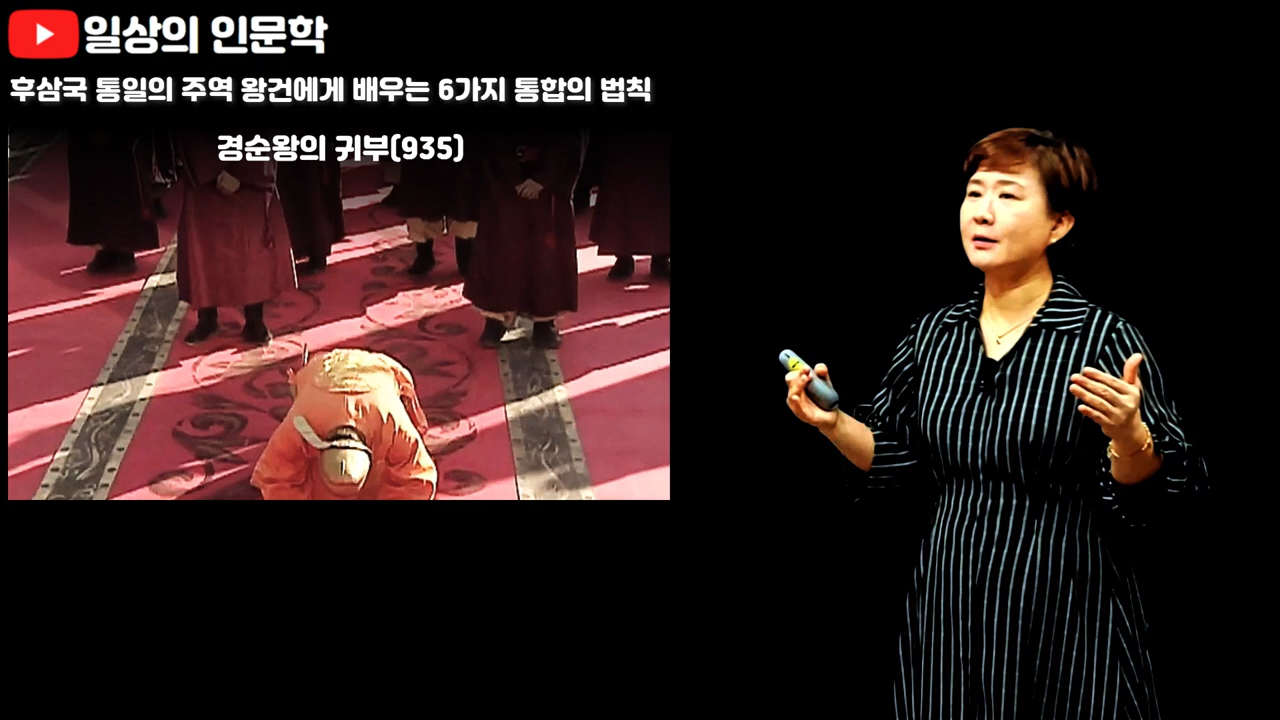 일상의 인문학
후삼국 통일의 주역 왕건에게 배우는 6가지 통합의 법칙
경순왕의 귀부(935)